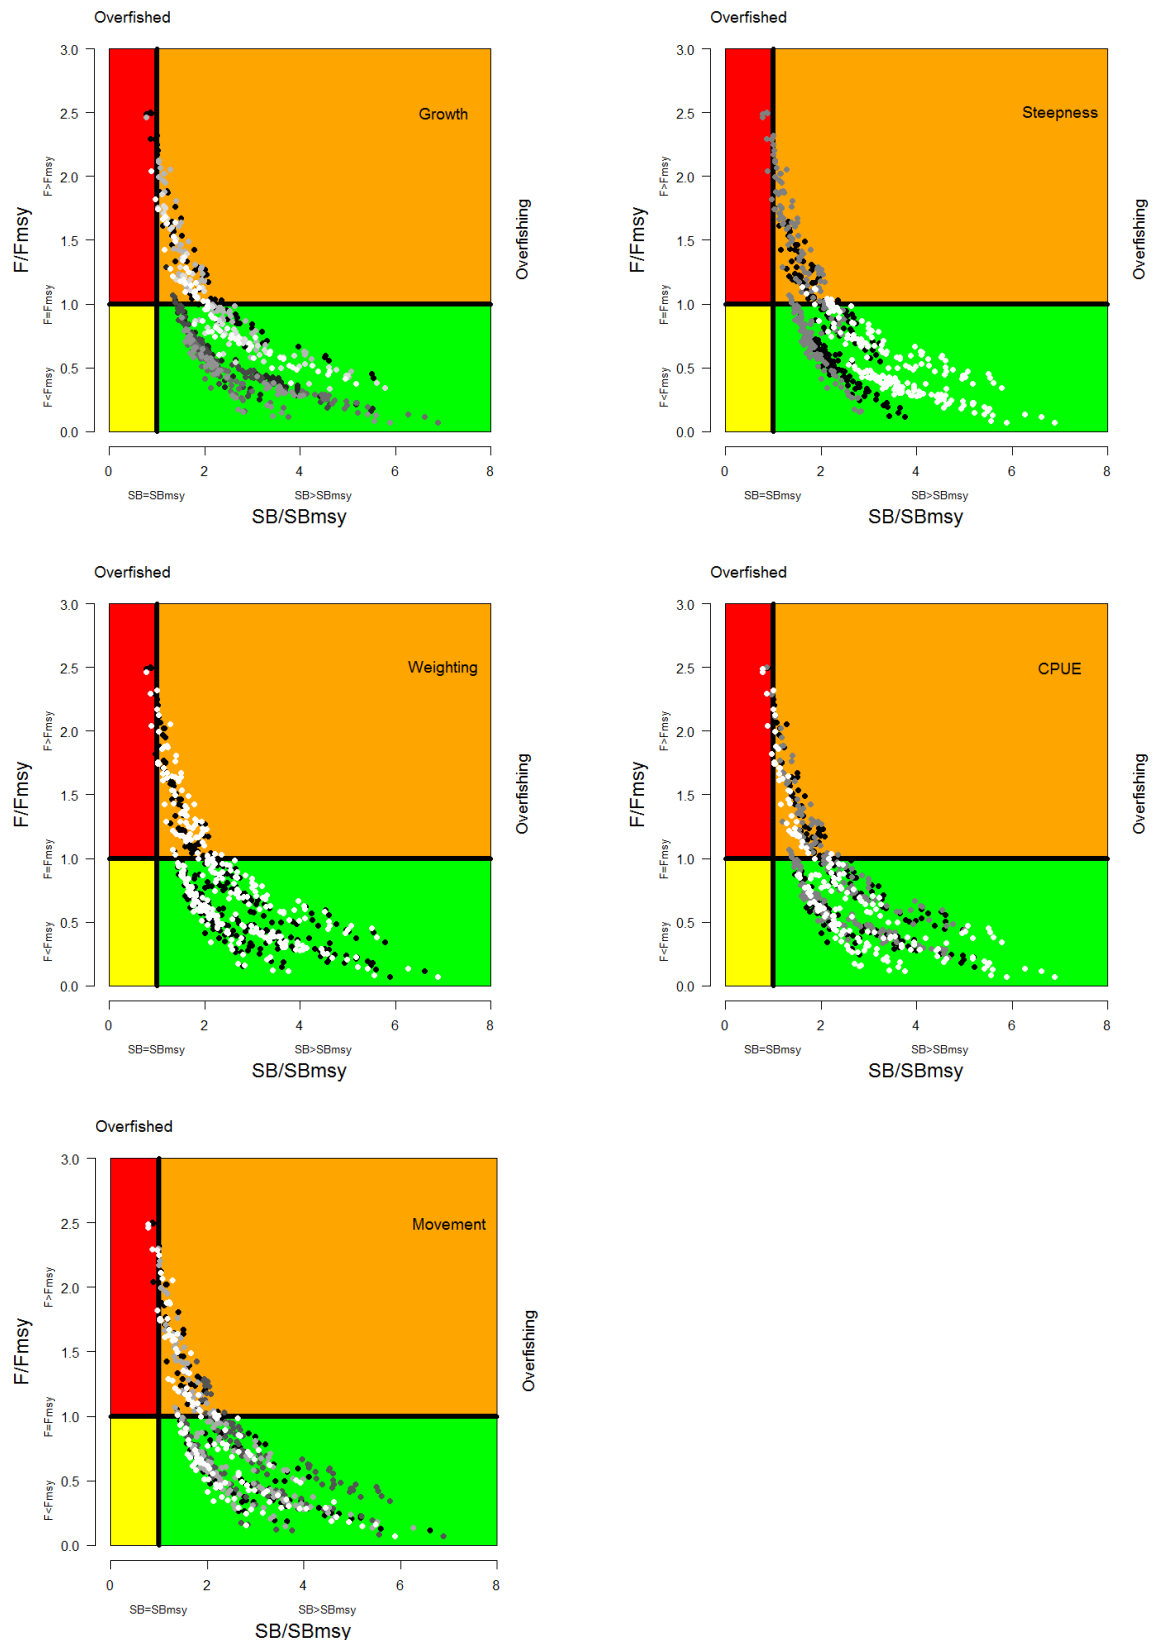 Overfished
3.0
2.5
2.0
1.5
1.0
0.5
0.0
F/Fmsy
F>Fmsy
F=Fmsy
F<Fmsy
Growth
Overfishing
0 2 4 6 8
SB=SBmsy SB>SBmsy
SB/SBmsy
Overfished
3.0
2.5
2.0
1.5
1.0
0.5
0.0
F/Fmsy
F>Fmsy
F=Fmsy
F<Fmsy
Steepness
Overfishing
0 2 4 6 8
SB=SBmsy SB>SBmsy
SB/SBmsy
Overfished
3.0
2.5
2.0
1.5
1.0
0.5
0.0
F/Fmsy
F>Fmsy
F=Fmsy
F<Fmsy
Weighting
Overfishing
0 2 4 6 8
SB=SBmsy SB>SBmsy
SB/SBmsy
Overfished
3.0
2.5
2.0
1.5
1.0
0.5
0.0
F/Fmsy
F>Fmsy
F=Fmsy
F<Fmsy
CPUE
Overfishing
0 2 4 6 8
SB=SBmsy SB>SBmsy
SB/SBmsy
Overfished
3.0
2.5
2.0
1.5
1.0
0.5
0.0
F/Fmsy
F>Fmsy
F=Fmsy
F<Fmsy
Movement
Overfishing
0 2 4 6 8
SB=SBmsy SB>SBmsy
SB/SBmsy